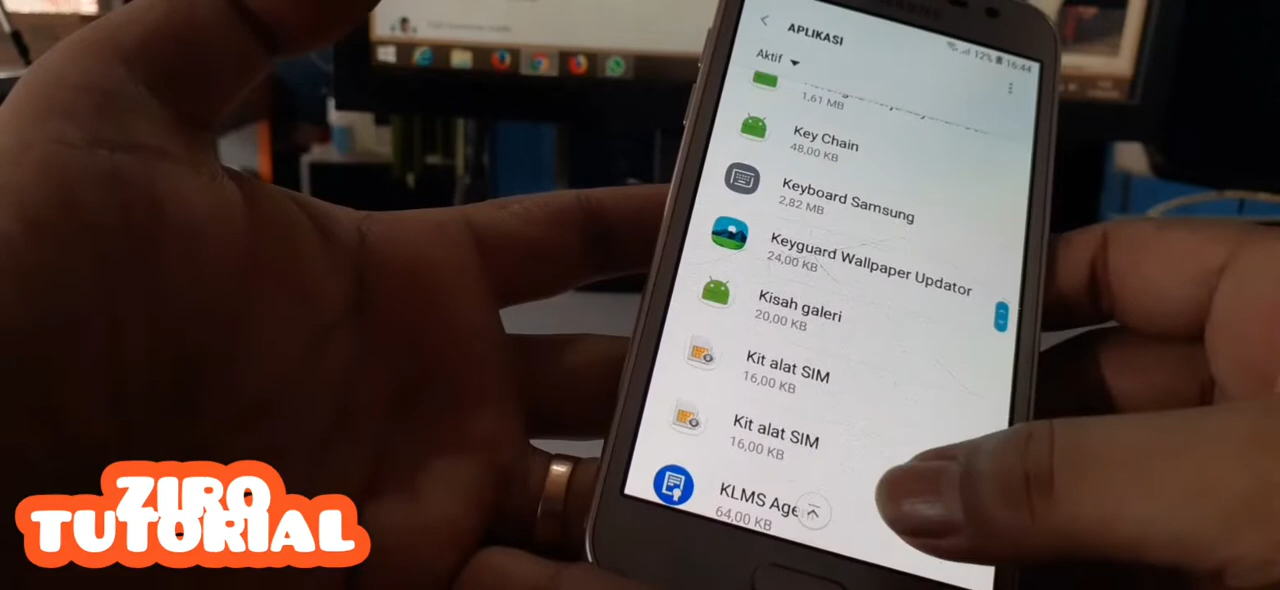 SAMSUNG
APLIKASI
12% 16:44
Aktif
1.61 MB
Key Chain
48,00 KB
Keyboard Samsung
2,82 MB
Keyguard Wallpaper Updator
24,00 KB
Kisah galeri
20,00 KB
Kit alat SIM
16,00 KB
Kit alat SIM
16,00 KB
KLMS Age
64,00 KB
ZIRO
TUTORIAL